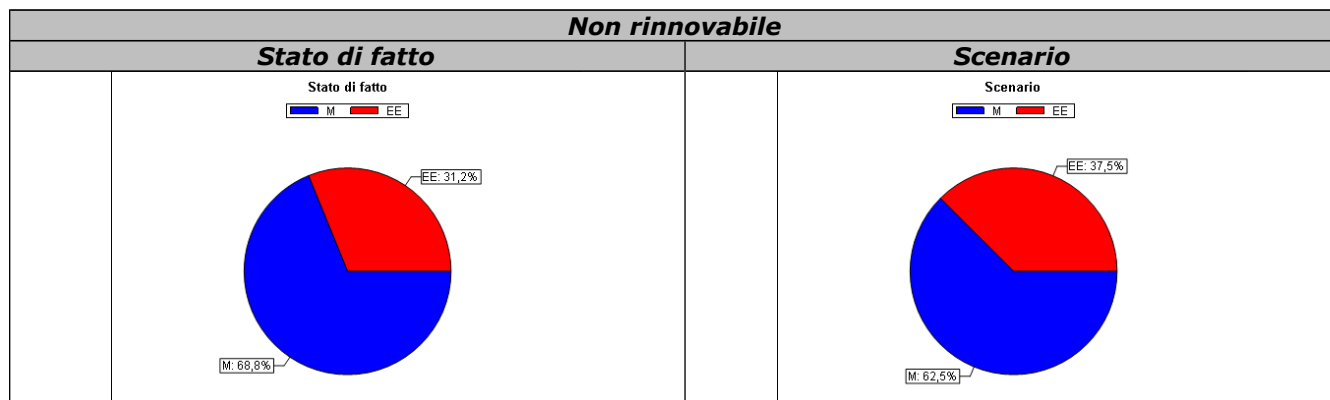 Non rinnovabile
Stato di fatto
Scenario
Stato di fatto
M EE
EE: 31,2%
M: 68,8%
Scenario
M EE
EE: 37,5%
M: 62,5%